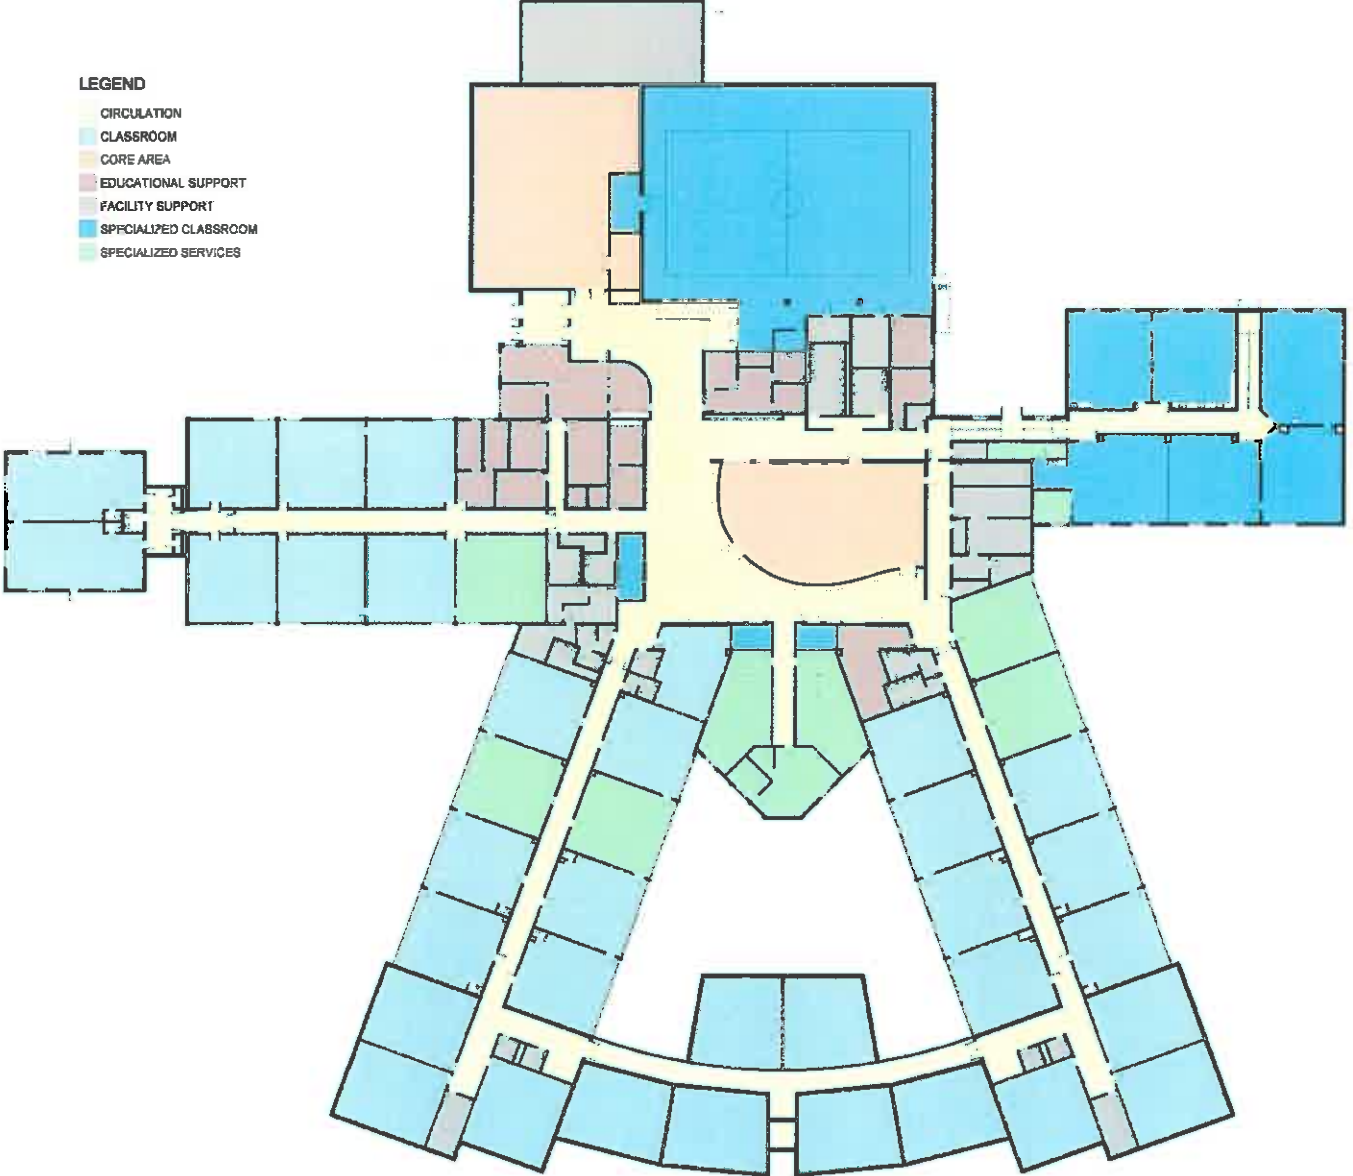 LEGEND
CIRCULATION
CLASSROOM
CORE AREA
EDUCATIONAL SUPPORT
FACILITY SUPPORT
SPECIALIZED CLASSROOM
SPECIALIZED SERVICES